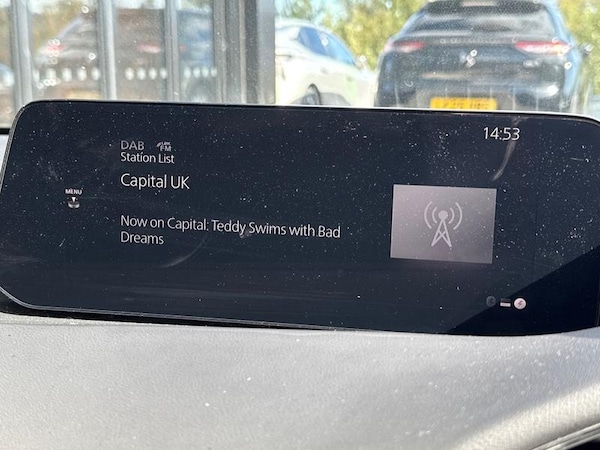 14:53
DAB
FM
Station List
Capital UK
MENU
Now on Capital: Teddy Swims with Bad
Dreams